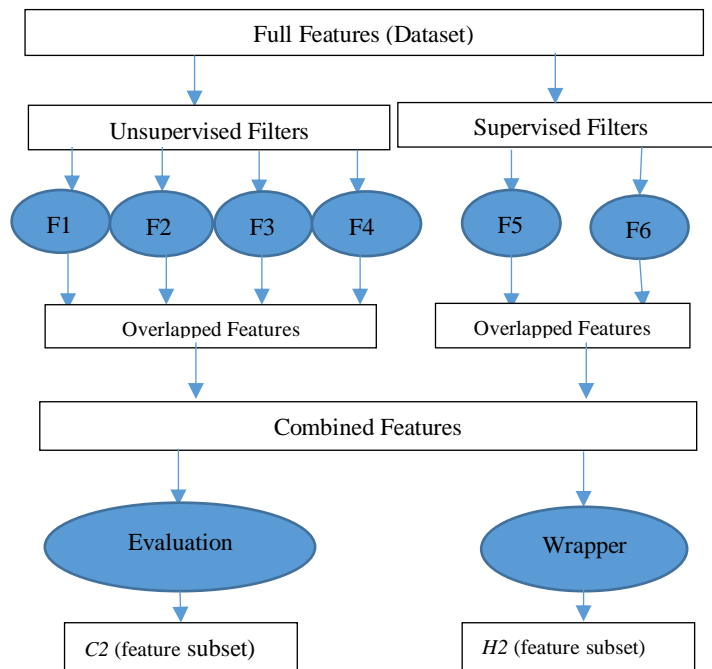 Full Features (Dataset)
Unsupervised Filters
Supervised Filters
F1
F2
F3
F4
F5
F6
Overlapped Features
Overlapped Features
Combined Features
Evaluation
Wrapper
C2 (feature subset)
H2 (feature subset)